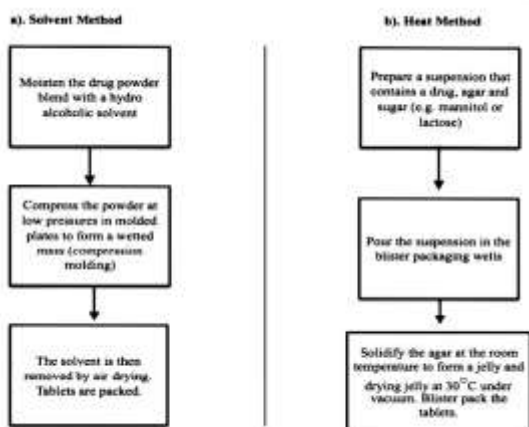 a). Solvent Method
Moisten the drug powder
blend with a hydro
alcoholic solvent
Compress the powder at
low pressures in molded
plates to form a wetted
mass (compression
molding)
The solvent is then
removed by air drying.
Tablets are packed.
b). Heat Method
Prepare a suspension that
contains a drug, agar and
sugar (e.g. mannitol or
lactose)
Pour the suspension in the
blister packaging wells
Solidify the agar at the room
temperature to form a jelly and
drying jelly at 30°C under
vacuum. Blister pack the
tablets.